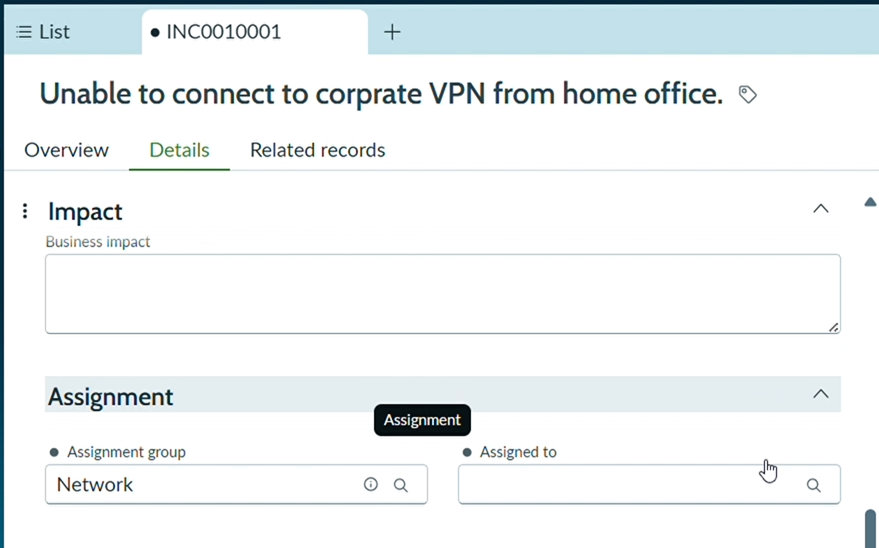 List
INC0010001
Unable to connect to corprate VPN from home office.
Overview Details Related records
Impact
Business impact
Assignment
Assignment
Assignment group Assigned to
Network